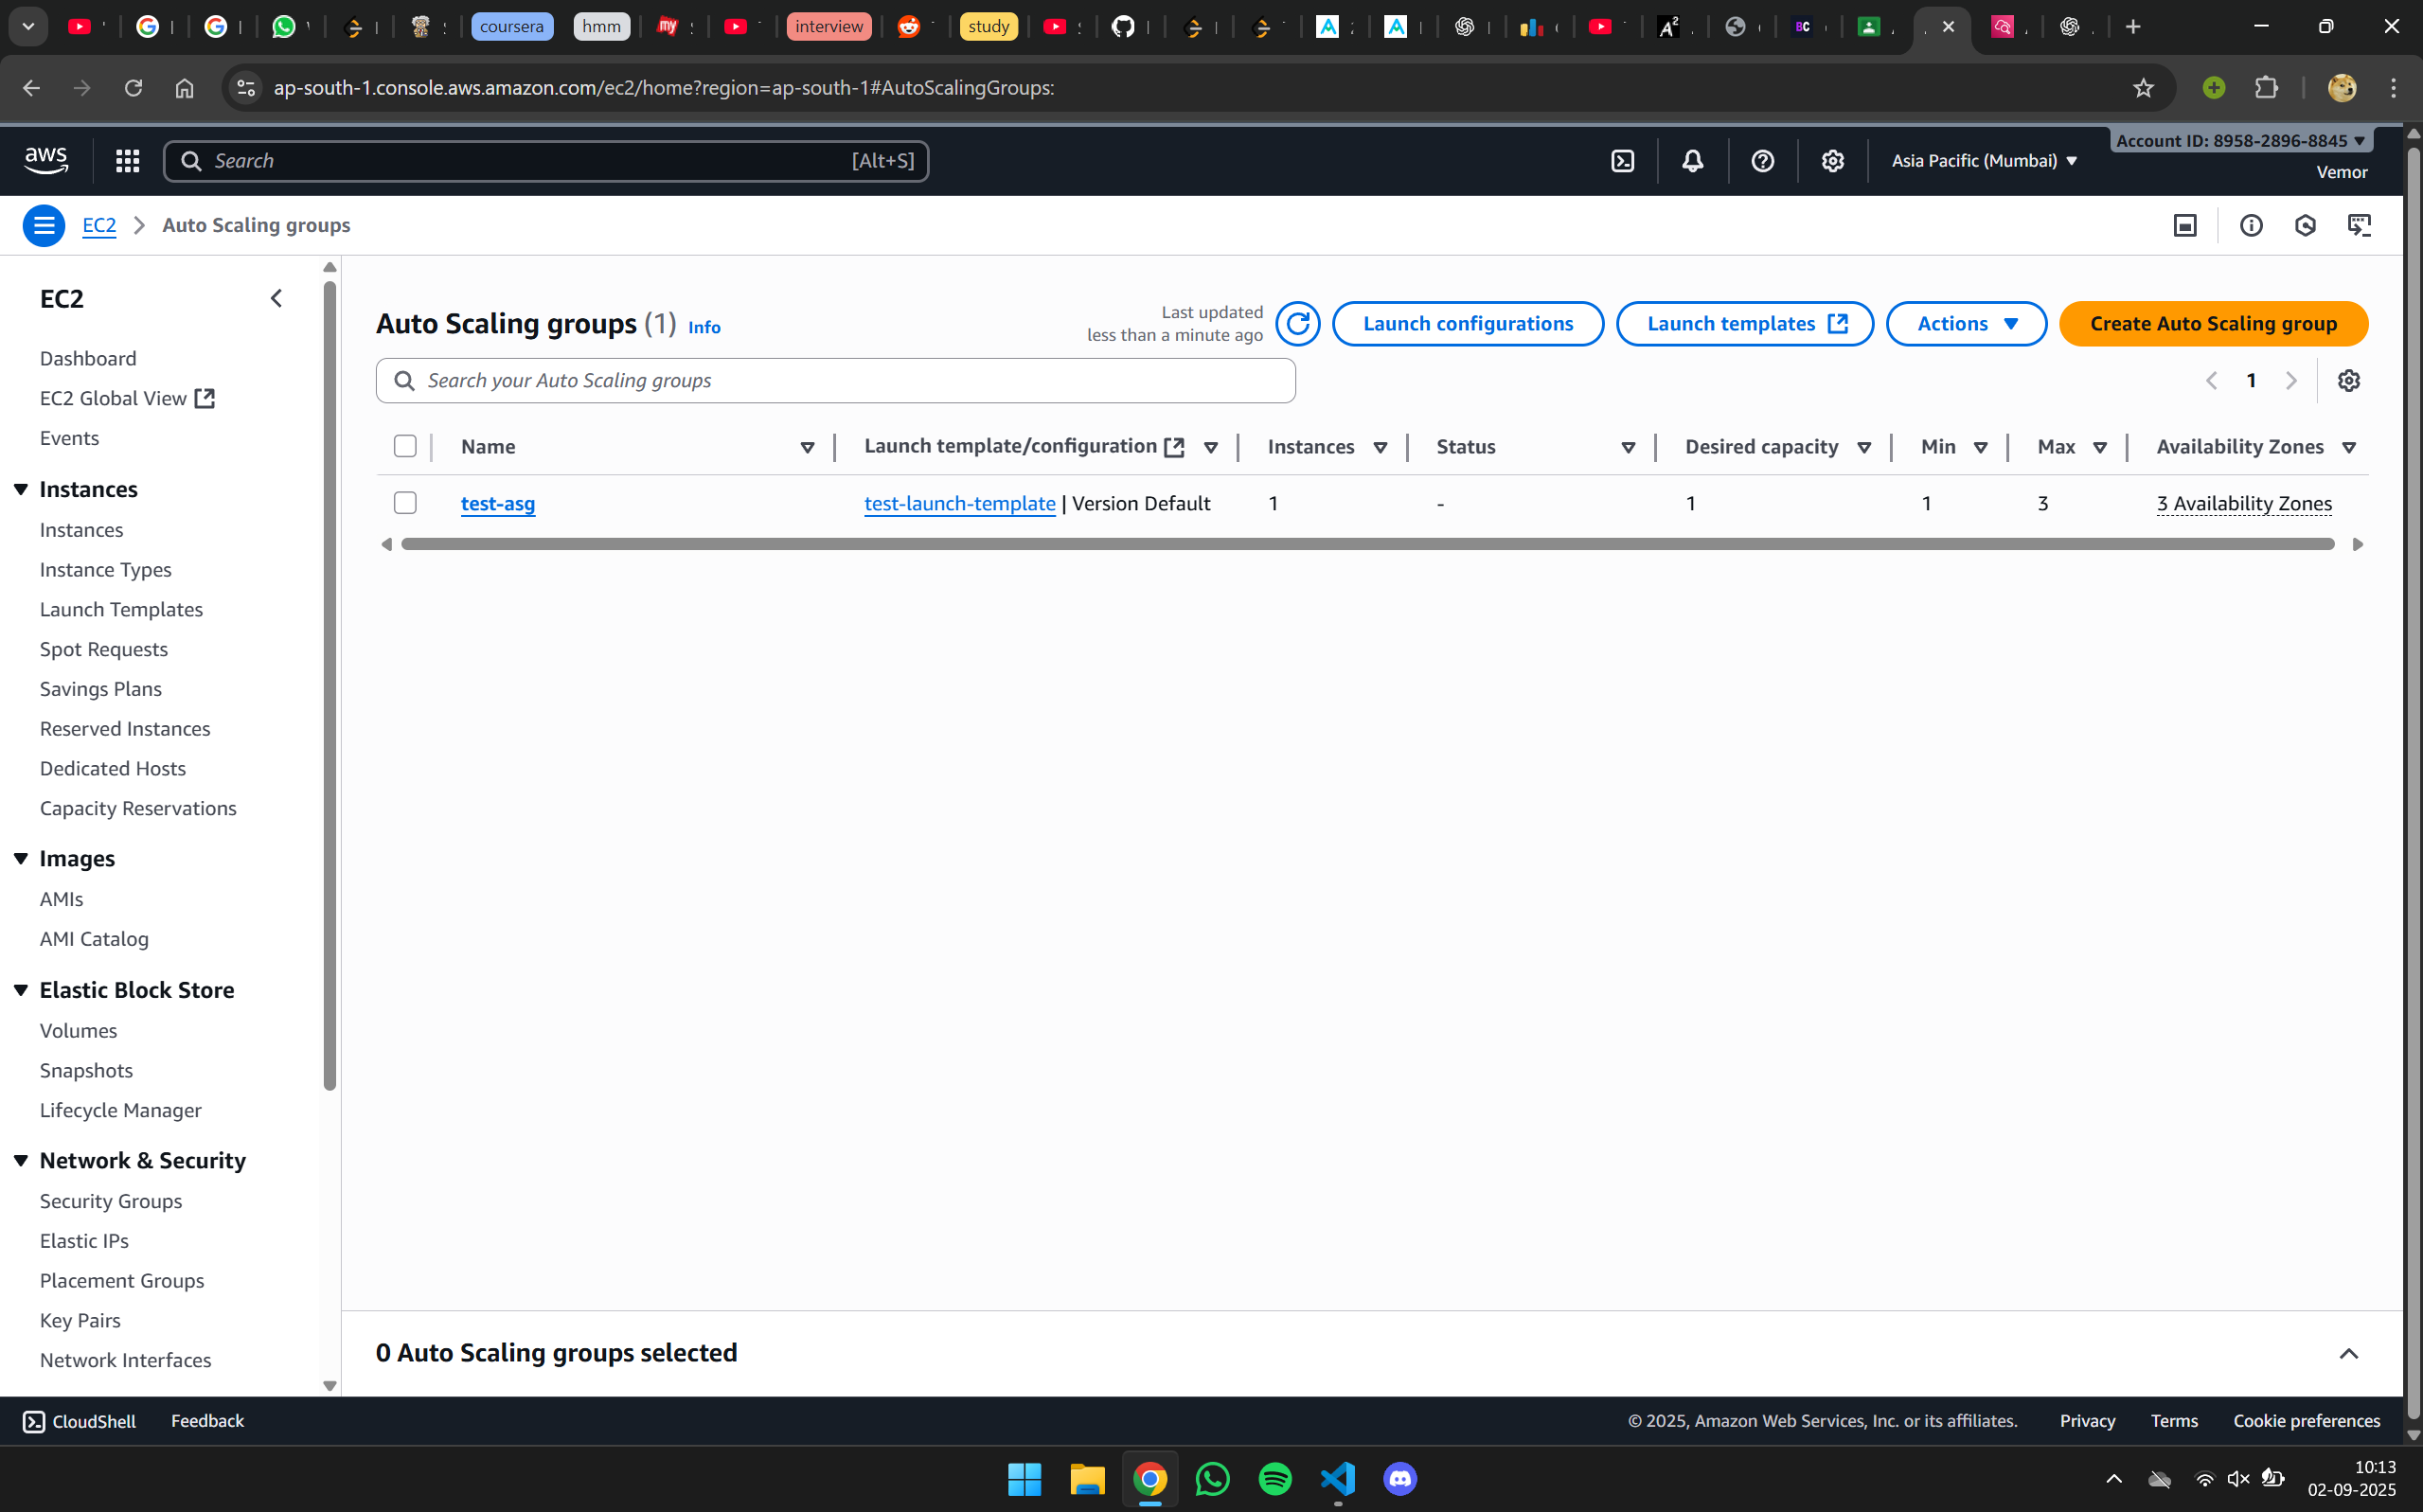 coursera
hmm
interview
study
ap-south-1.console.aws.amazon.com/ec2/home?region=ap-south-1#AutoScalingGroups:
aws
Search
[Alt+S]
Asia Pacific (Mumbai)
Account ID: 8958-2896-8845
Vemor
EC2
Auto Scaling groups
EC2
Dashboard
EC2 Global View
Events
Instances
Instances
Instance Types
Launch Templates
Spot Requests
Savings Plans
Reserved Instances
Dedicated Hosts
Capacity Reservations
Images
AMIs
AMI Catalog
Elastic Block Store
Volumes
Snapshots
Lifecycle Manager
Network & Security
Security Groups
Elastic IPs
Placement Groups
Key Pairs
Network Interfaces
Auto Scaling groups (1) Info
Last updated
less than a minute ago
Launch configurations
Launch templates
Actions
Create Auto Scaling group
Search your Auto Scaling groups
1
Name Launch template/configuration Instances Status Desired capacity Min Max Availability Zones
test-asg test-launch-template | Version Default 1 - 1 1 3 3 Availability Zones
0 Auto Scaling groups selected
CloudShell Feedback
© 2025, Amazon Web Services, Inc. or its affiliates. Privacy Terms Cookie preferences
10:13
02-09-2025